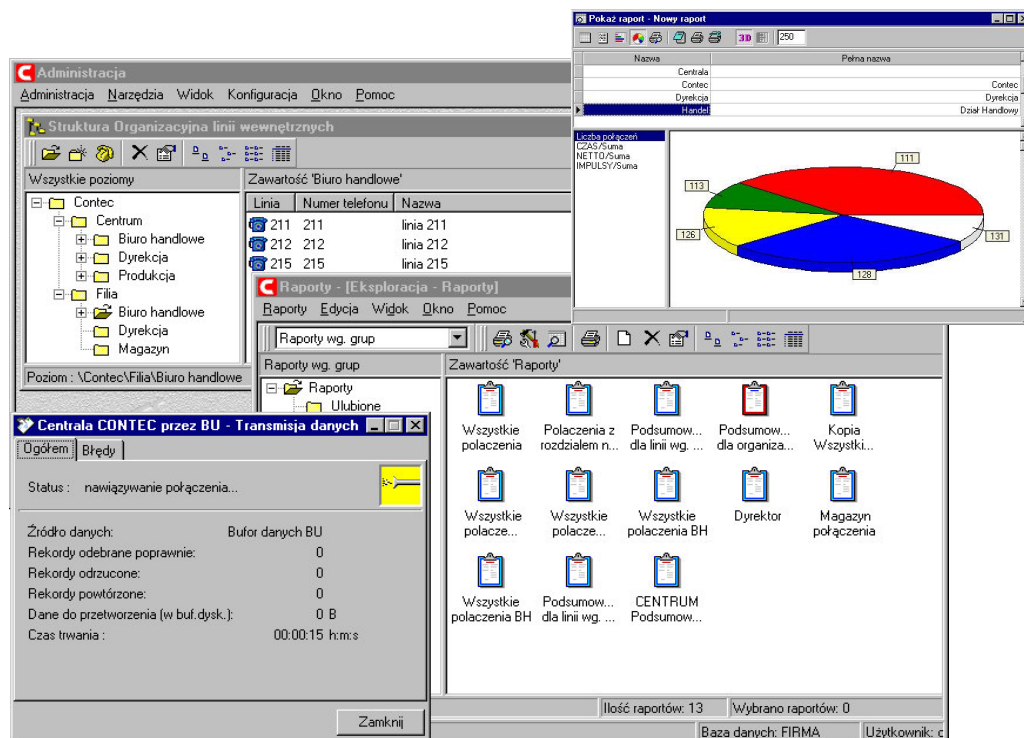 Pokaż raport - Nowy raport
3D 250
Nazwa Pełna nazwa
Centrala
Contec Contec
Dyrekcja Dyrekcja
Handel Dział Handlowy
Liczba połączeń
CZAS/Suma
NETTO/Suma
IMPULSY/Suma
111
113
126
128
131
Administracja
Administracja Narzędzia Widok Konfiguracja Okno Pomoc
Struktura Organizacyjna linii wewnętrznych
Wszystkie poziomy
Zawartość 'Biuro handlowe'
Contec
Centrum
Biuro handlowe
Dyrekcja
Produkcja
Filia
Biuro handlowe
Dyrekcja
Magazyn
Linia Numer telefonu Nazwa
211 211 linia 211
212 212 linia 212
215 215 linia 215
Poziom : \Contec\Filia\Biuro handlowe
Raporty - [Eksploracja - Raporty]
Raporty Edycja Widok Okno Pomoc
Raporty wg. grup
Raporty wg. grup
Zawartość 'Raporty'
Raporty
Ulubione
Wszystkie polaczenia
Polaczenia z rozdzialem n...
Podsumow... dla linii wg. ...
Podsumow... dla organiza...
Kopia Wszystki...
Wszystkie polacze...
Wszystkie polacze...
Wszystkie polaczenia BH
Dyrektor
Magazyn połączenia
Wszystkie polaczenia BH
Podsumow... dla linii wg. ...
CENTRUM Podsumow...
Ilość raportów: 13 Wybrano raportów: 0
Baza danych: FIRMA Użytkownik: c
Centrala CONTEC przez BU - Transmisja danych
Ogółem Błędy
Status : nawiązywanie połączenia...
Źródło danych: Bufor danych BU
Rekordy odebrane poprawnie: 0
Rekordy odrzucone: 0
Rekordy powtórzone: 0
Dane do przetworzenia (w buf.dysk.): 0 B
Czas trwania : 00:00:15 h:m:s
Zamknij